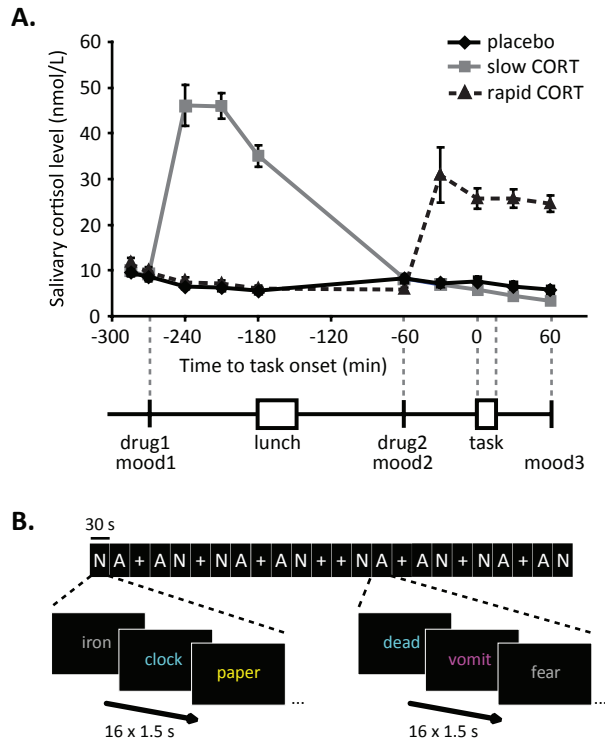 A.
60
50
40
30
20
10
0
Salivary cortisol level (nmol/L)
placebo
slow CORT
rapid CORT
-300 -240 -180 -120 -60 0 60
Time to task onset (min)
drug1 lunch drug2 task
mood1 mood2 mood3
B.
30 s
N A + A N + N A + A N + + N A + A N + N A + A N
iron
clock
paper
...
16 x 1.5 s
dead
vomit
fear
...
16 x 1.5 s